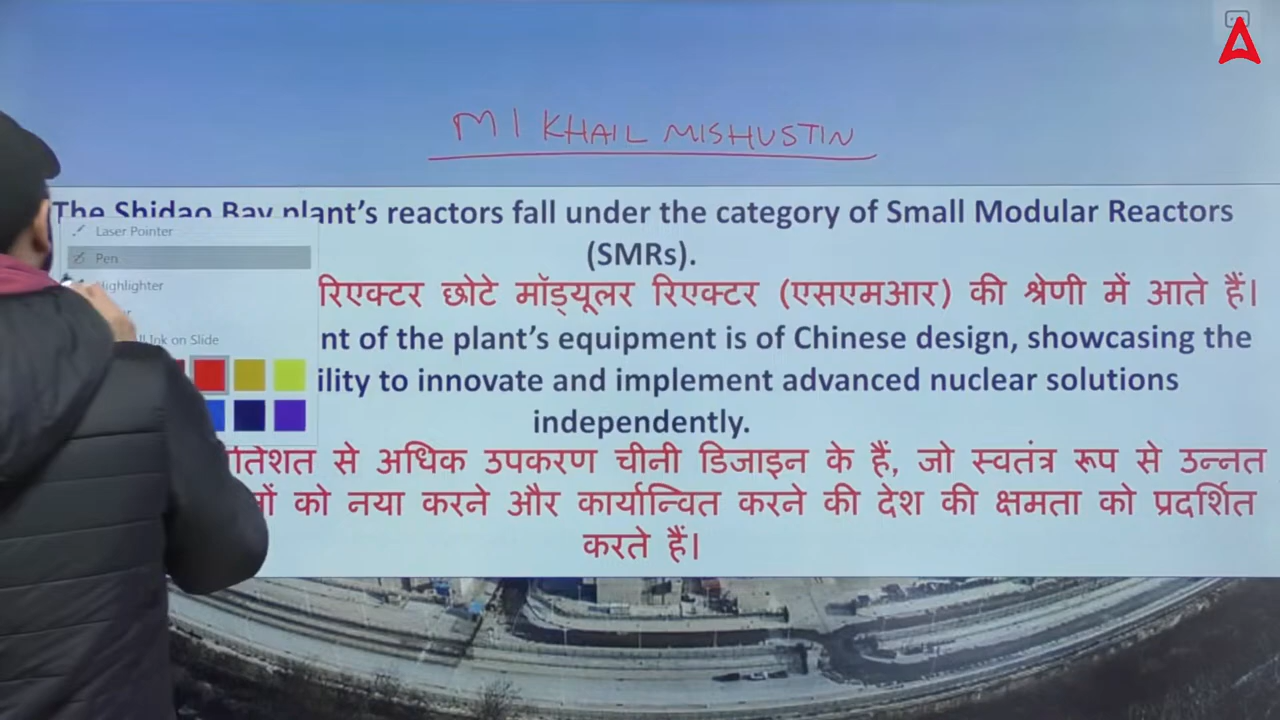 MIKHAIL MISHUSTIN
The Shidao Bay plant's reactors fall under the category of Small Modular Reactors
(SMRs).
Laser Pointer
Pen
Highlighter
रिएक्टर छोटे मॉड्यूलर रिएक्टर (एसएमआर) की श्रेणी में आते हैं।
Ink on Slide
nt of the plant's equipment is of Chinese design, showcasing the
ility to innovate and implement advanced nuclear solutions
independently.
तिशत से अधिक उपकरण चीनी डिजाइन के हैं, जो स्वतंत्र रूप से उन्नत
को नया करने और कार्यान्वित करने की देश की क्षमता को प्रदर्शित
करते हैं।